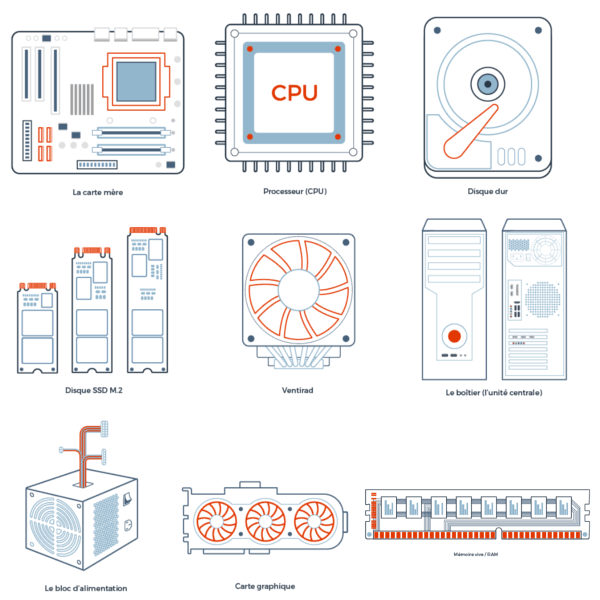 CPU
La carte mère
Processeur (CPU)
Disque dur
Disque SSD M.2
Ventirad
Le boîtier (l'unité centrale)
Le bloc d'alimentation
Carte graphique
Mémoire vive / RAM